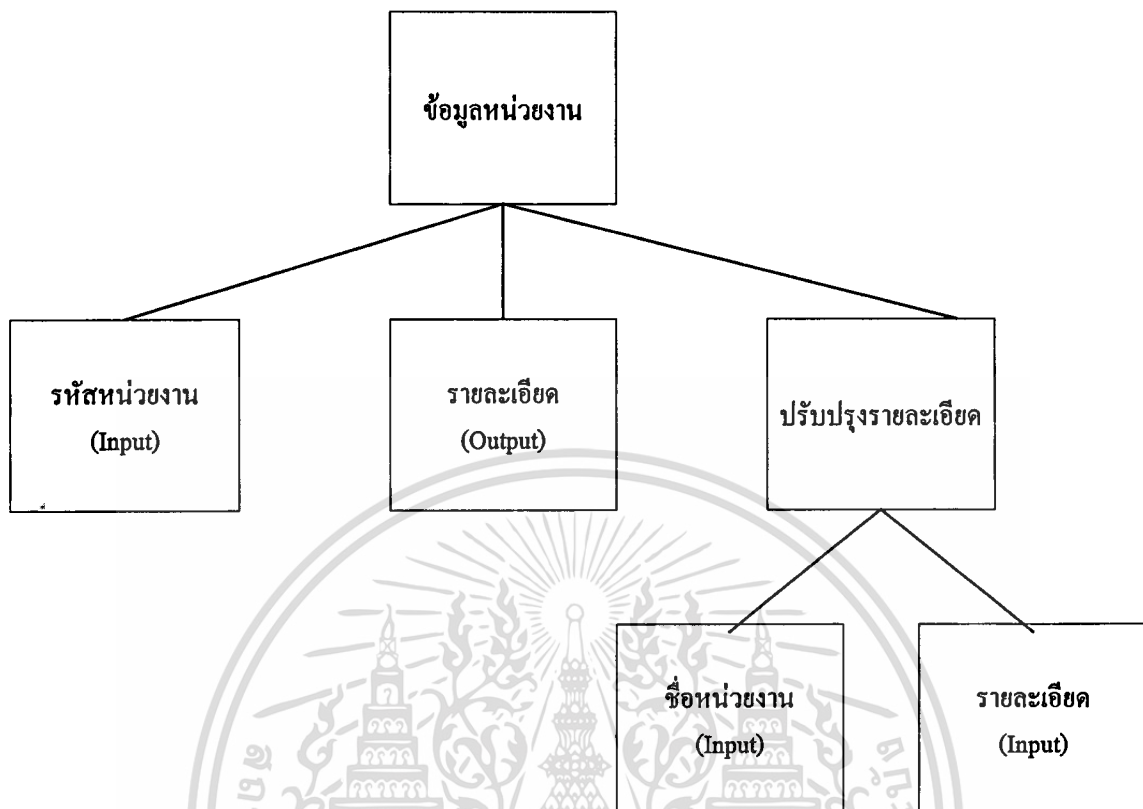 ข้อมูลหน่วยงาน
รหัสหน่วยงาน
(Input)
รายละเอียด
(Output)
ปรับปรุงรายละเอียด
ชื่อหน่วยงาน
(Input)
รายละเอียด
(Input)